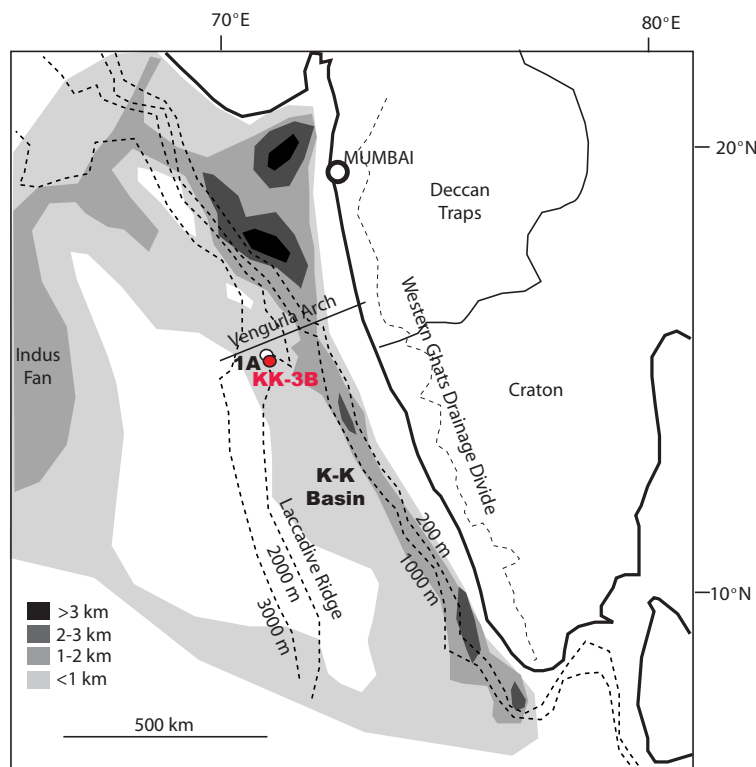 70°E
80°E
20°N
MUMBAI
Deccan
Traps
Vengurla Arch
Western Ghats Drainage Divide
Indus
Fan
1A
KK-3B
Craton
K-K
Basin
Laccadive Ridge
200 m
1000 m
2000 m
3000 m
10°N
>3 km
2-3 km
1-2 km
<1 km
500 km